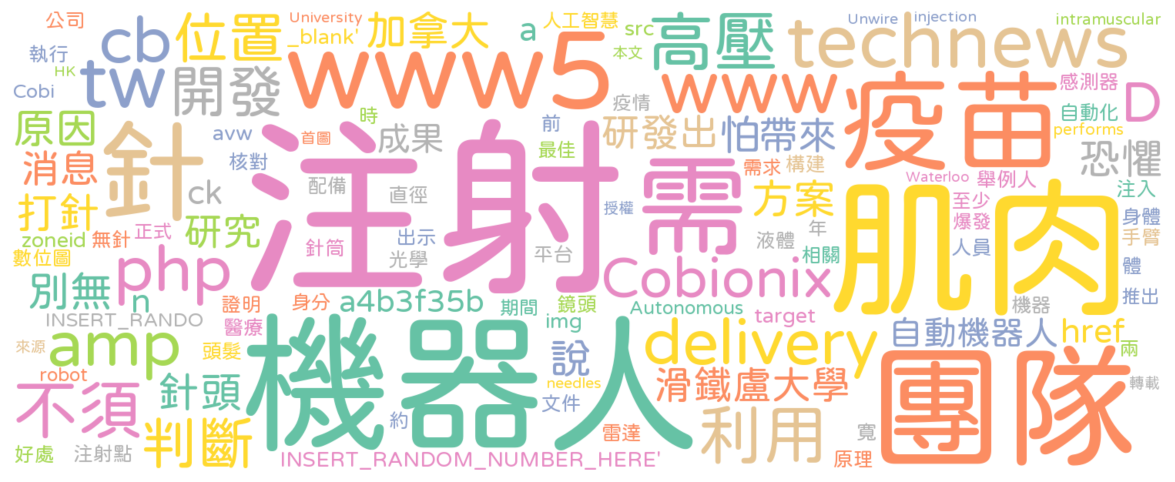 公司
University
_blank'
加拿大
a
人工智慧
src
本文
高壓
Unwire
injection
intramuscular
technews
執行
HK
cb
位置
Cobi
tw
開發
www5
疫情
www
疫苗
感測器
自動化
D
performs
原因
avw
核對
時
首圖
成果
前
最佳
研發出
怕帶來
需求
構建
恐懼
消息
針
ck
注射
配備
直徑
需
方案
Waterloo
舉例人
至少
爆發
注入
打針
zoneid
無針
正式
研究
針筒
出示
光學
授權
平台
液體
年
相關
肌肉
人員
身體
手臂
體
數位圖
php
別無
n
證明
身分
a4b3f35b
期間
鏡頭
Cobionix
Autonomous
target
機器
推出
INSERT_RANDO
醫療
img
來源
amp
頭髮
機器人
說
delivery
自動機器人
href
兩
robot
不須
針頭
needles
文件
滑鐵盧大學
團隊
轉載
約
雷達
利用
寬
好處
注射點
判斷
INSERT_RANDOM_NUMBER_HERE'
原理